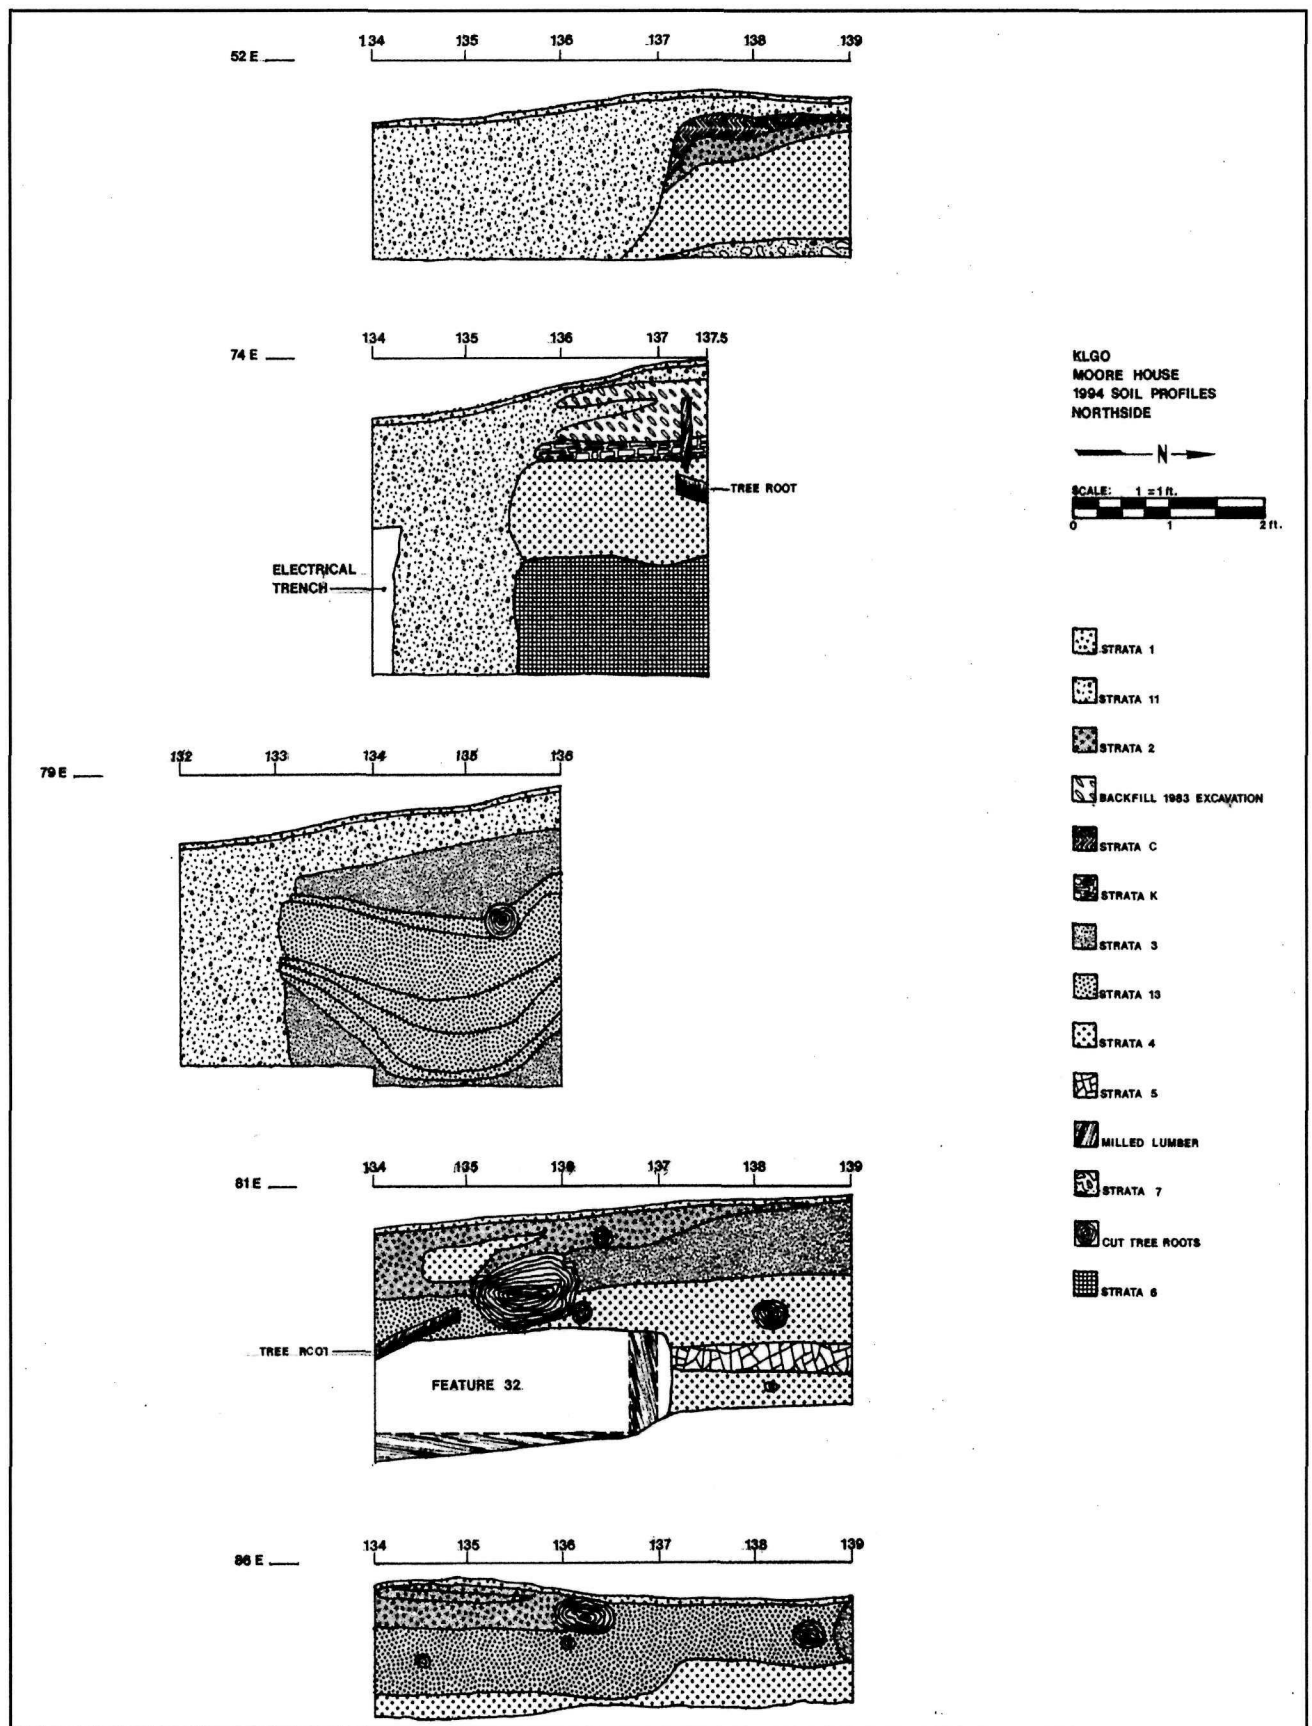 134 135 136 137 138 139
52 E
134 135 136 137 137.5
74 E
TREE ROOT
ELECTRICAL
TRENCH
KLGO
MOORE HOUSE
1994 SOIL PROFILES
NORTHSIDE
N
SCALE: 1 = 1 ft.
0 1 2 ft.
132 133 134 135 136
79 E
STRATA 1
STRATA 11
STRATA 2
BACKFILL 1983 EXCAVATION
STRATA C
STRATA K
STRATA 3
STRATA 13
STRATA 4
STRATA 5
MILLED LUMBER
STRATA 7
CUT TREE ROOTS
STRATA 6
134 135 136 137 138 139
81 E
TREE ROOT
FEATURE 32
134 135 136 137 138 139
86 E